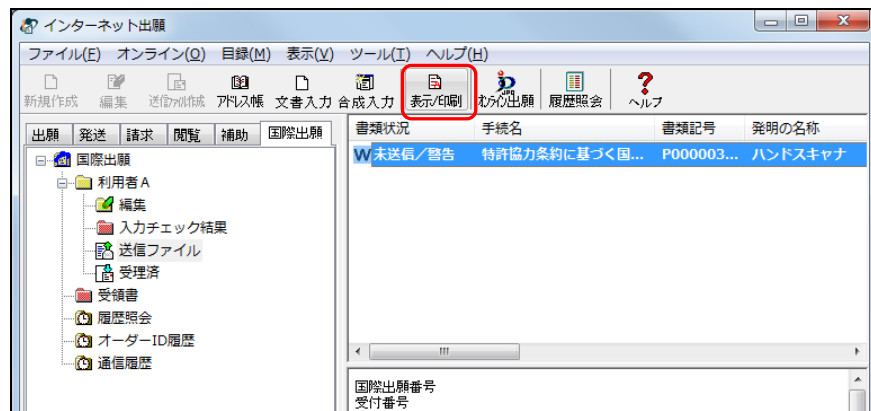 インターネット出願
ファイル(F) オンライン(O) 目録(M) 表示(V) ツール(T) ヘルプ(H)
新規作成 編集 送信ファイル作成 アドレス帳 文書入力 合成入力 表示/印刷 オンライン出願 履歴照会 ヘルプ
出願 発送 請求 閲覧 補助 国際出願
書類状況 手続名 書類記号 発明の名称
W 未送信/警告 特許協力条約に基づく国... P000003... ハンドスキャナ
国際出願
利用者A
編集
入力チェック結果
送信ファイル
受理済
受領書
履歴照会
オーダーID履歴
通信履歴
国際出願番号
受付番号